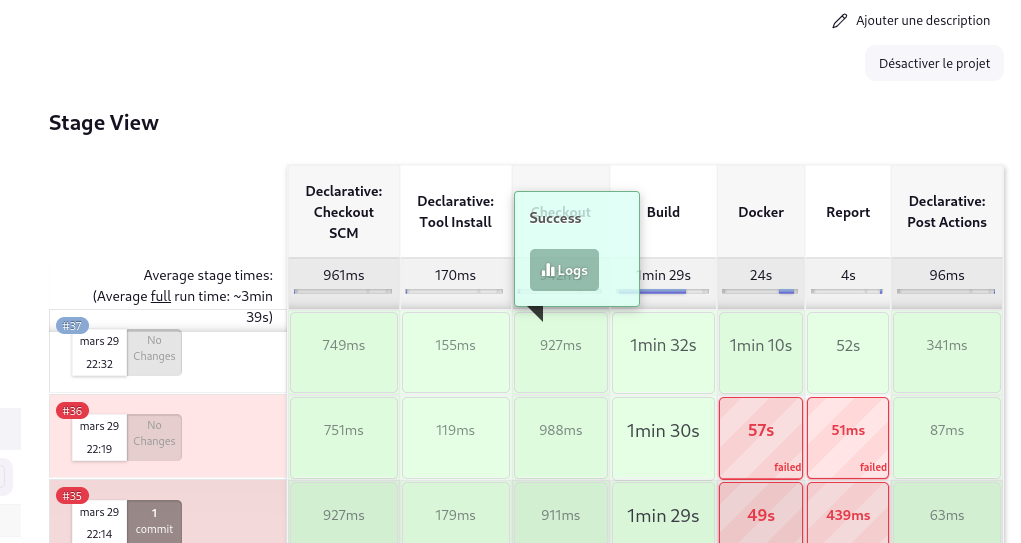 Ajouter une description
Désactiver le projet
Stage View
Declarative:
Checkout
SCM
Declarative:
Tool Install
Checkout
Build
Docker
Report
Declarative:
Post Actions
Success
Logs
Average stage times:
(Average full run time: ~3min
39s)
961ms
170ms
1min 29s
24s
4s
96ms
#37
mars 29
22:32
No
Changes
749ms
155ms
927ms
1min 32s
1min 10s
52s
341ms
#36
mars 29
22:19
No
Changes
751ms
119ms
988ms
1min 30s
57s
failed
51ms
failed
87ms
#35
mars 29
22:14
1
commit
927ms
179ms
911ms
1min 29s
49s
439ms
63ms